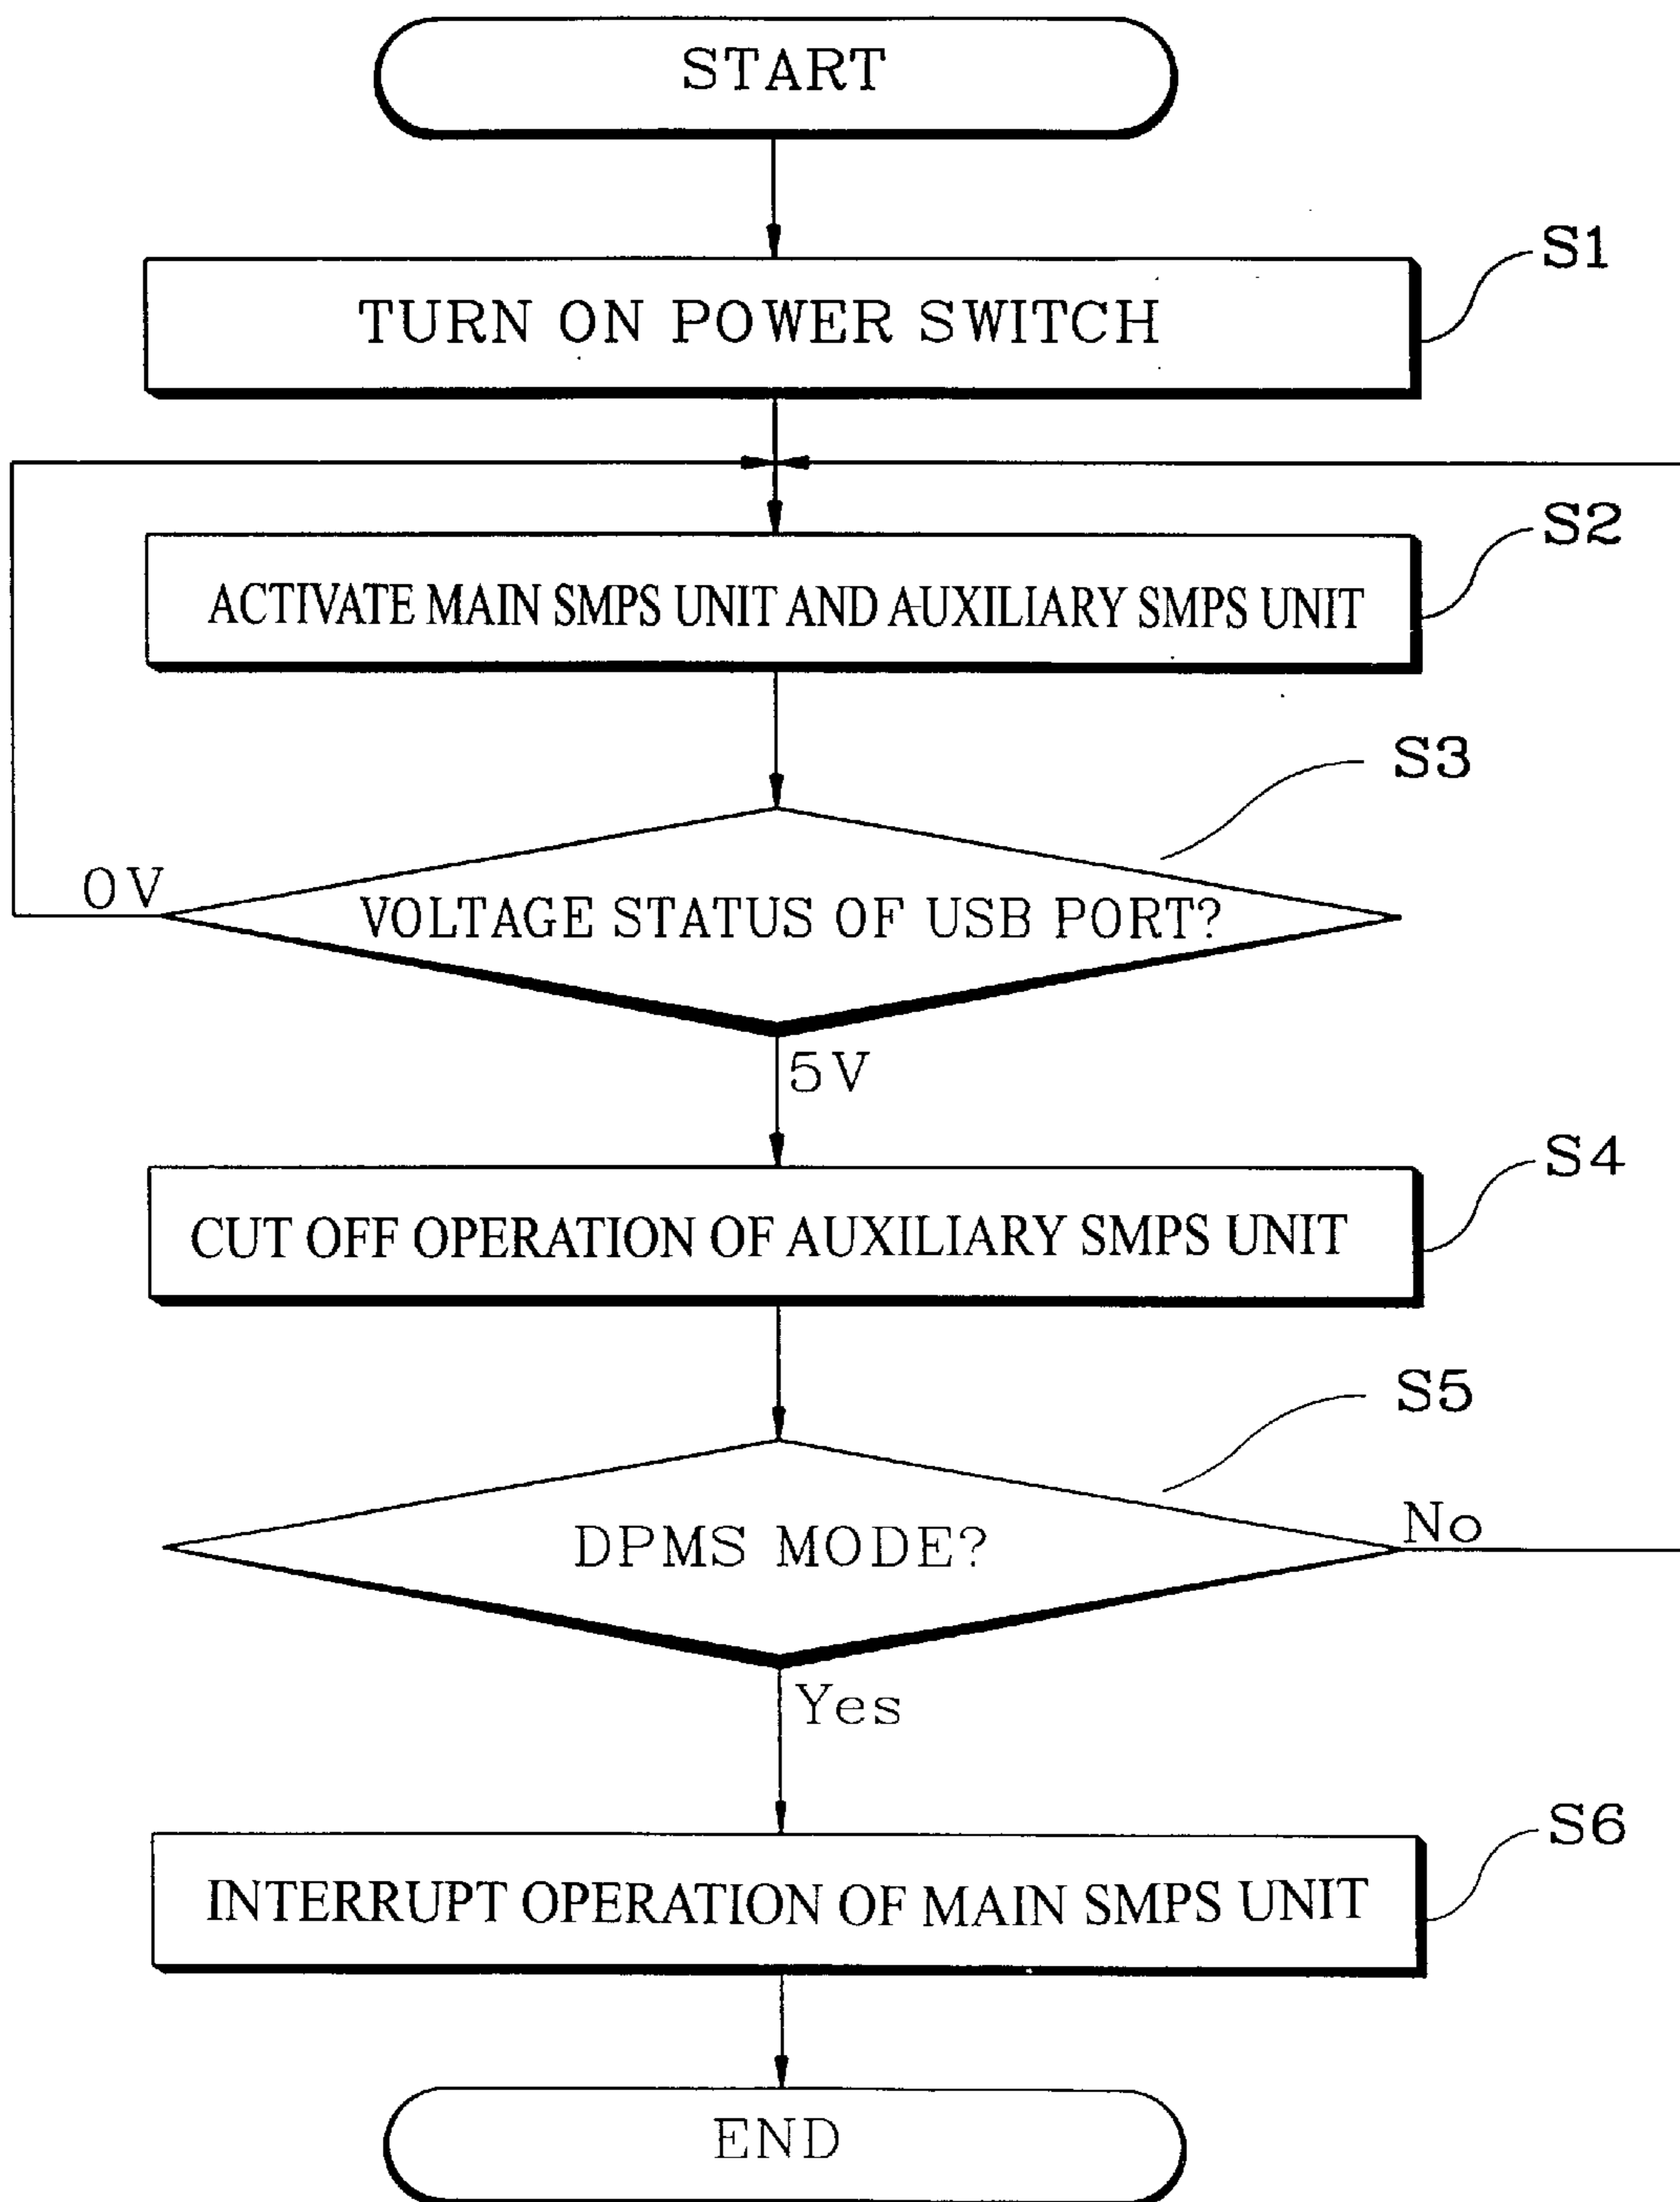 START
S1
TURN ON POWER SWITCH
S2
ACTIVATE MAIN SMPS UNIT AND AUXILIARY SMPS UNIT
S3
0V
VOLTAGE STATUS OF USB PORT?
5V
S4
CUT OFF OPERATION OF AUXILIARY SMPS UNIT
S5
No
DPMS MODE?
Yes
S6
INTERRUPT OPERATION OF MAIN SMPS UNIT
END